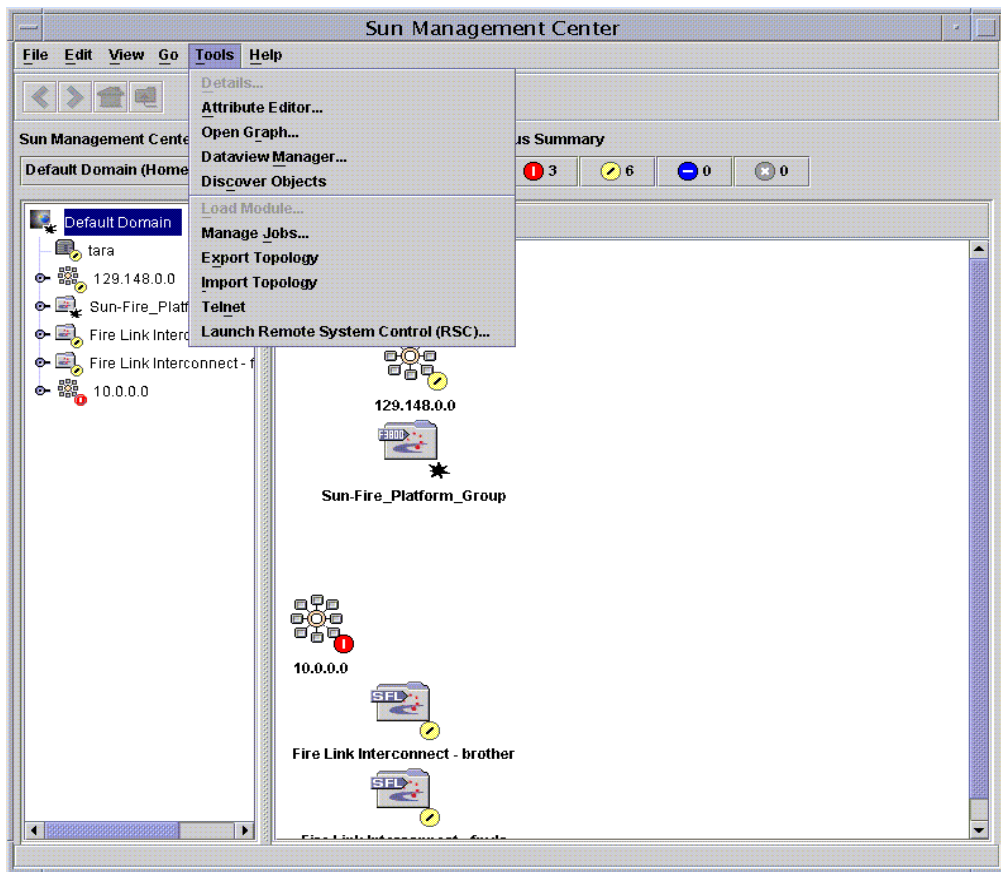 Sun Management Center
File Edit View Go Tools Help
Details...
Attribute Editor...
Open Graph...
Dataview Manager...
Discover Objects
Load Module...
Manage Jobs...
Export Topology
Import Topology
Telnet
Launch Remote System Control (RSC)...
Sun Management Cente
us Summary
Default Domain (Home
3 6 0 0
Default Domain
tara
129.148.0.0
Sun-Fire_Platf
Fire Link Interc
Fire Link Interconnect - f
10.0.0.0
129.148.0.0
Sun-Fire_Platform_Group
10.0.0.0
SFL
Fire Link Interconnect - brother
SFL